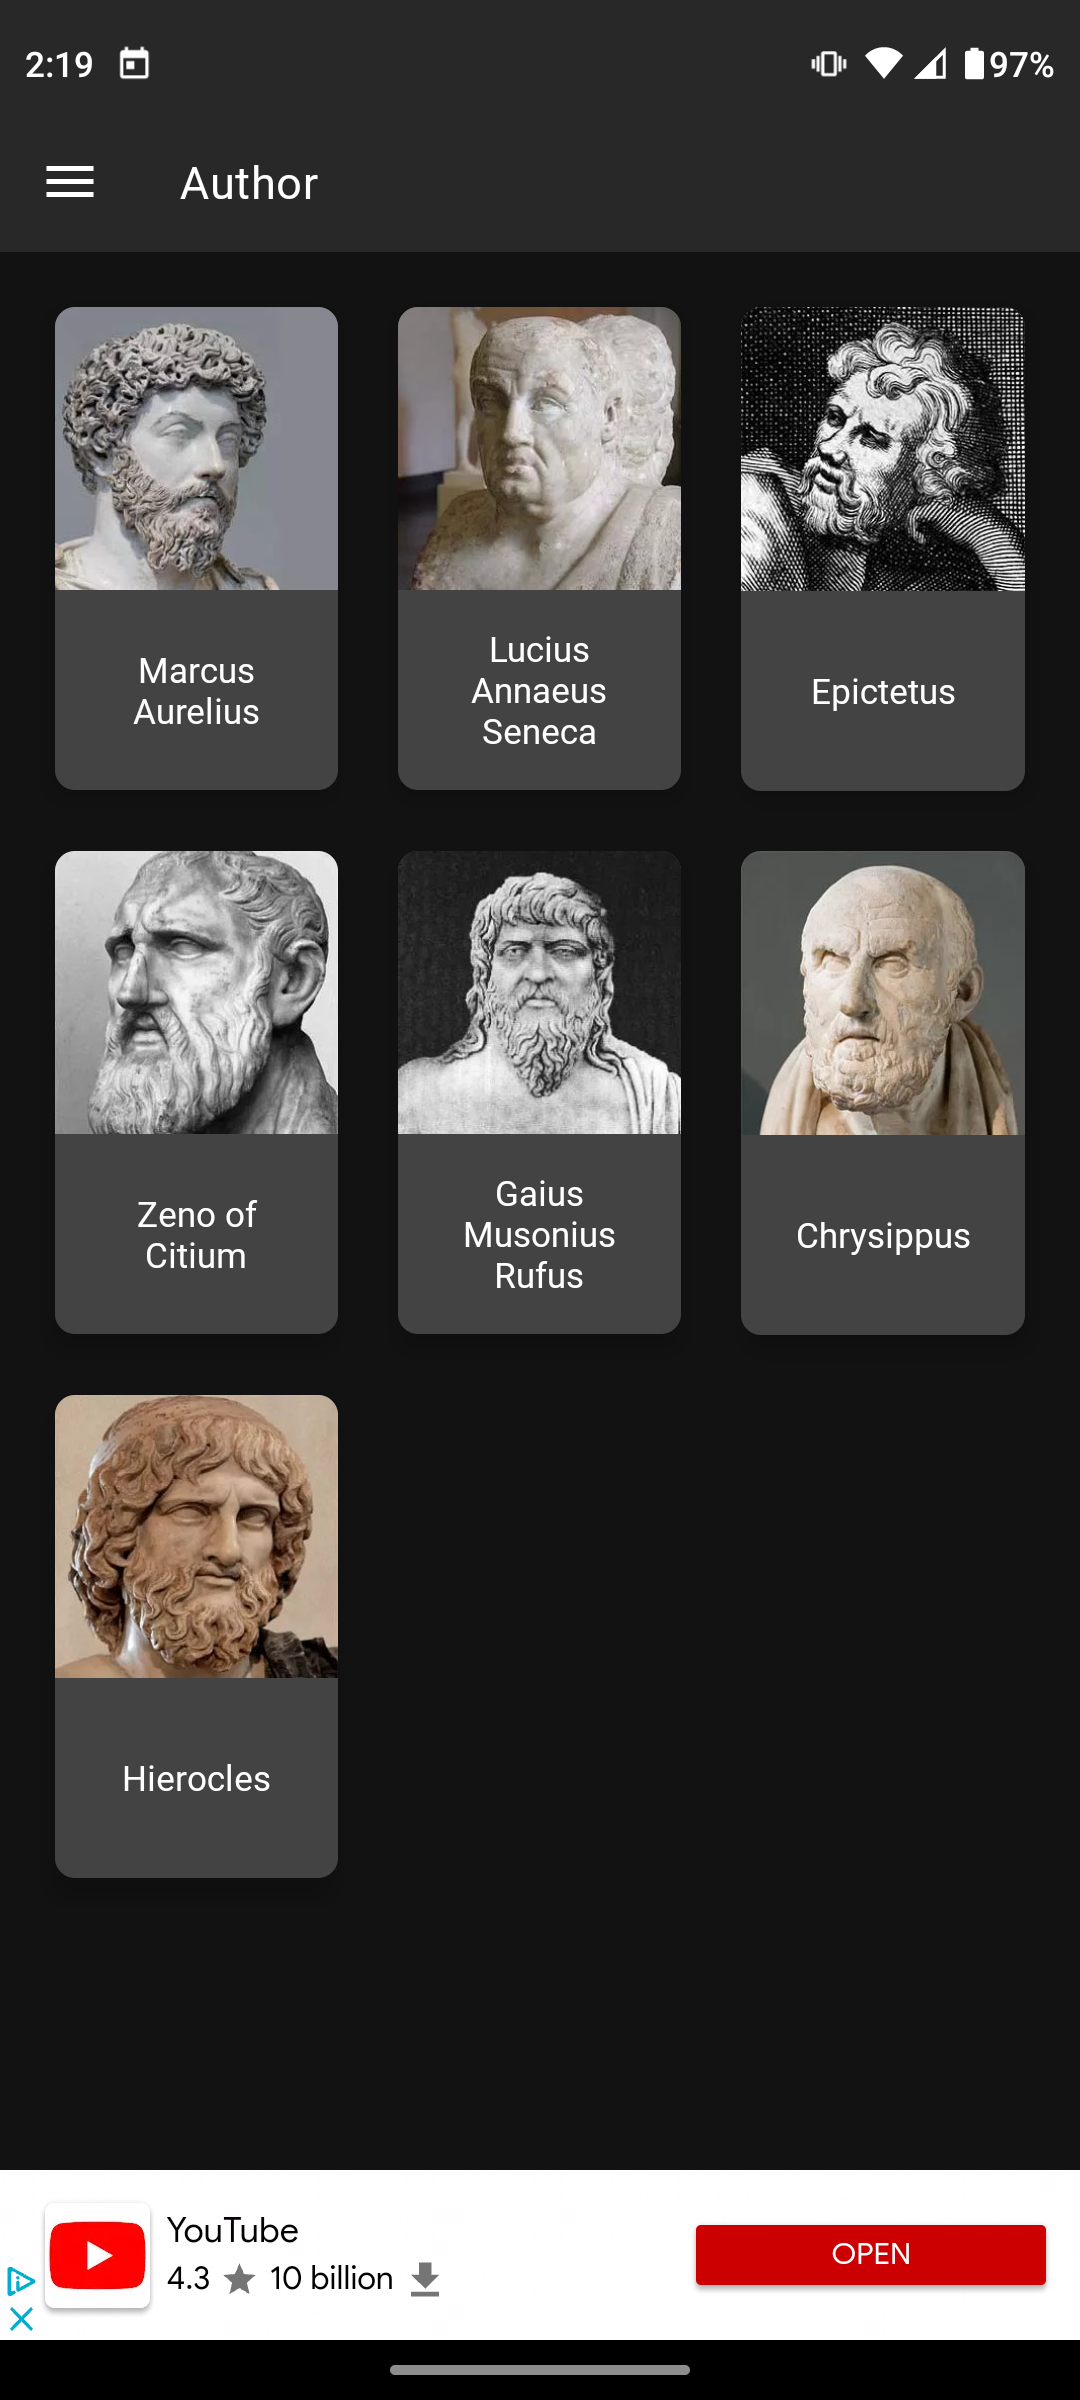 2:19
97%
Author
Marcus
Aurelius
Lucius
Annaeus
Seneca
Epictetus
Zeno of
Citium
Gaius
Musonius
Rufus
Chrysippus
Hierocles
YouTube
4.3 ★ 10 billion
OPEN